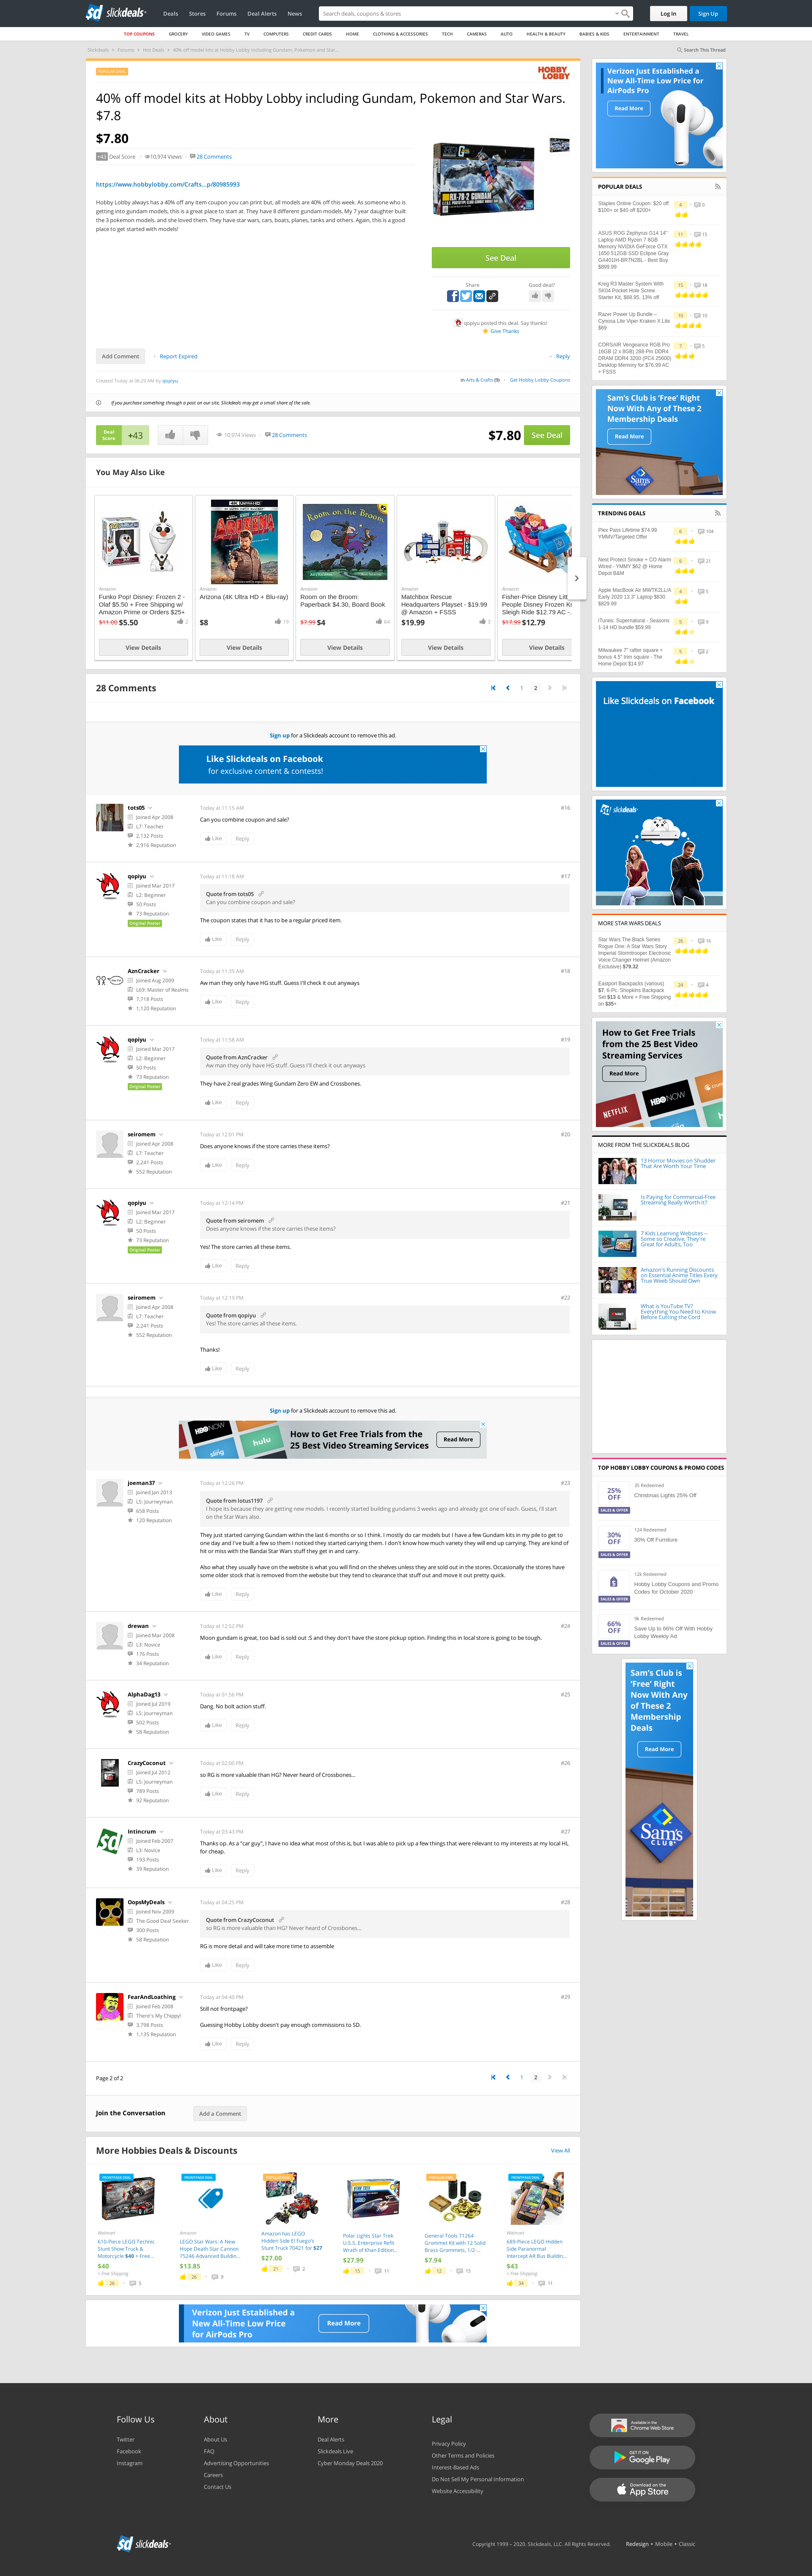 slickdeals
Deals
Stores
Forums
Deal Alerts
News
Search deals, coupons & stores
Log In
Sign Up
TOP COUPONS
GROCERY
VIDEO GAMES
TV
COMPUTERS
CREDIT CARDS
HOME
CLOTHING & ACCESSORIES
TECH
CAMERAS
AUTO
HEALTH & BEAUTY
BABIES & KIDS
ENTERTAINMENT
TRAVEL
Slickdeals
Forums
Hot Deals
40% off model kits at Hobby Lobby including Gundam, Pokemon and Star...
Search This Thread
HOBBY LOBBY
40% off model kits at Hobby Lobby including Gundam, Pokemon and Star Wars.
$7.8
$7.80
+43 Deal Score
10,974 Views
28 Comments
https://www.hobbylobby.com/Crafts...p/80985993
Hobby Lobby always has a 40% off any item coupon you can print but, all models are 40% off this week. As someone who is
getting into gundam models, this is a great place to start at. They have 8 different models. My 7 year old daughter built
the 3 pokemon models, and she loved them. They have star wars, cars, boats, planes, tanks and others. Again, this is a good
place to get started with models!
See Deal
Share
Good deal?
qopiyu posted this deal. Say thanks!
Give Thanks
Add Comment
Report Expired
Reply
Created Today at 06:29 AM by qopiyu
in Arts & Crafts (9)
Get Hobby Lobby Coupons
If you purchase something through a post on our site, Slickdeals may get a small share of the sale.
Deal Score
+43
10,974 Views
28 Comments
$7.80
See Deal
You May Also Like
Amazon
Funko Pop! Disney: Frozen 2 -
Olaf $5.50 + Free Shipping w/
Amazon Prime or Orders $25+
$11.00 $5.50
2
View Details
Amazon
Arizona (4K Ultra HD + Blu-ray)
$8
19
View Details
Amazon
Room on the Broom:
Paperback $4.30, Board Book
$7.99 $4
64
View Details
Amazon
Matchbox Rescue
Headquarters Playset - $19.99
@ Amazon + FSSS
$19.99
3
View Details
Amazon
Fisher-Price Disney Litt
People Disney Frozen Kr
Sleigh Ride $12.79 AC -
$17.99 $12.79
View Details
28 Comments
1
2
Sign up for a Slickdeals account to remove this ad.
Like Slickdeals on Facebook
for exclusive content & contests!
tots05
Joined Apr 2008
L7: Teacher
2,132 Posts
2,916 Reputation
Today at 11:15 AM
#16
Can you combine coupon and sale?
Like
Reply
qopiyu
Joined Mar 2017
L2: Beginner
50 Posts
73 Reputation
Original Poster
Today at 11:18 AM
#17
Quote from tots05
Can you combine coupon and sale?
The coupon states that it has to be a regular priced item.
Like
Reply
AznCracker
Joined Aug 2009
L69: Master of Realms
7,718 Posts
1,120 Reputation
Today at 11:35 AM
#18
Aw man they only have HG stuff. Guess I'll check it out anyways
Like
Reply
qopiyu
Joined Mar 2017
L2: Beginner
50 Posts
73 Reputation
Original Poster
Today at 11:58 AM
#19
Quote from AznCracker
Aw man they only have HG stuff. Guess I'll check it out anyways
They have 2 real grades Wing Gundam Zero EW and Crossbones.
Like
Reply
seiromem
Joined Apr 2008
L7: Teacher
2,241 Posts
552 Reputation
Today at 12:01 PM
#20
Does anyone knows if the store carries these items?
Like
Reply
qopiyu
Joined Mar 2017
L2: Beginner
50 Posts
73 Reputation
Original Poster
Today at 12:14 PM
#21
Quote from seiromem
Does anyone knows if the store carries these items?
Yes! The store carries all these items.
Like
Reply
seiromem
Joined Apr 2008
L7: Teacher
2,241 Posts
552 Reputation
Today at 12:19 PM
#22
Quote from qopiyu
Yes! The store carries all these items.
Thanks!
Like
Reply
Sign up for a Slickdeals account to remove this ad.
HBO NOW
sling
hulu
How to Get Free Trials from the
25 Best Video Streaming Services
Read More
joeman37
Joined Jan 2013
L5: Journeyman
658 Posts
120 Reputation
Today at 12:26 PM
#23
Quote from lotus1197
I hope its because they are getting new models. I recently started building gundams 3 weeks ago and already got one of each. Guess, I'll start
on the Star Wars also.
They just started carrying Gundam within the last 6 months or so I think. I mostly do car models but I have a few Gundam kits in my pile to get to
one day and I've built a few so them I noticed they started carrying them. I don't know how much variety they will end up carrying. They are kind of
hit or miss with the Bandai Star Wars stuff they get in and carry.
Also what they usually have on the website is what you will find in the stores unless they are sold out in the stores. Occasionally the stores have
some older stock that is removed from the website but they tend to clearance that stuff out and move it out pretty quick.
Like
Reply
drewan
Joined Mar 2008
L3: Novice
176 Posts
34 Reputation
Today at 12:52 PM
#24
Moon gundam is great, too bad is sold out :S and they don't have the store pickup option. Finding this in local store is going to be tough.
Like
Reply
AlphaDag13
Joined Jul 2019
L5: Journeyman
502 Posts
58 Reputation
Today at 01:56 PM
#25
Dang. No bolt action stuff.
Like
Reply
CrazyCoconut
Joined Jul 2012
L5: Journeyman
789 Posts
92 Reputation
Today at 02:00 PM
#26
so RG is more valuable than HG? Never heard of Crossbones...
Like
Reply
Intincrum
Joined Feb 2007
L3: Novice
193 Posts
39 Reputation
Today at 03:43 PM
#27
Thanks op. As a "car guy", I have no idea what most of this is, but I was able to pick up a few things that were relevant to my interests at my local HL
for cheap.
Like
Reply
OopsMyDeals
Joined Nov 2009
The Good Deal Seeker.
300 Posts
58 Reputation
Today at 04:25 PM
#28
Quote from CrazyCoconut
so RG is more valuable than HG? Never heard of Crossbones...
RG is more detail and will take more time to assemble
Like
Reply
FearAndLoathing
Joined Feb 2008
There's My Chippy!
3,798 Posts
1,135 Reputation
Today at 04:40 PM
#29
Still not frontpage?
Guessing Hobby Lobby doesn't pay enough commissions to SD.
Like
Reply
Page 2 of 2
1
2
Join the Conversation
Add a Comment
More Hobbies Deals & Discounts
View All
Walmart
610-Piece LEGO Technic
Stunt Show Truck &
Motorcycle $40 + Free...
$40
+ Free Shipping
26
5
Amazon
LEGO Star Wars: A New
Hope Death Star Cannon
75246 Advanced Buildin...
$13.85
26
9
Amazon has LEGO
Hidden Side El Fuego's
Stunt Truck 70421 for $27
$27.00
21
2
Polar Lights Star Trek
U.S.S. Enterprise Refit
Wrath of Khan Edition...
$27.99
15
11
General Tools 71264
Grommet Kit with 12 Solid
Brass Grommets, 1/2-...
$7.94
12
15
Walmart
689-Piece LEGO Hidden
Side Paranormal
Intercept AR Bus Buildin...
$43
+ Free Shipping
34
11
Verizon Just Established a
New All-Time Low Price
for AirPods Pro
Read More
Verizon Just Established a
New All-Time Low Price for
AirPods Pro
Read More
POPULAR DEALS
Staples Online Coupon: $20 off
$100+ or $40 off $200+
4
0
ASUS ROG Zephyrus G14 14"
Laptop AMD Ryzen 7 8GB
Memory NVIDIA GeForce GTX
1650 512GB SSD Eclipse Gray
GA401IH-BR7N2BL - Best Buy
$899.99
11
15
Kreg R3 Master System With
SK04 Pocket Hole Screw
Starter Kit, $68.95, 13% off
15
18
Razer Power Up Bundle –
Cynosa Lite Viper Kraken X Lite
$69
10
10
CORSAIR Vengeance RGB Pro
16GB (2 x 8GB) 288-Pin DDR4
DRAM DDR4 3200 (PC4 25600)
Desktop Memory for $76.99 AC
+ FSSS
7
5
Sam's Club is 'Free' Right
Now With Any of These 2
Membership Deals
Read More
Sam's CLUB
TRENDING DEALS
Plex Pass Lifetime $74.99
YMMV/Targeted Offer
6
104
Nest Protect Smoke + CO Alarm
Wired - YMMY $62 @ Home
Depot B&M
6
21
Apple MacBook Air MWTK2LL/A
Early 2020 13.3" Laptop $830
$829.99
4
5
iTunes: Supernatural - Seasons
1-14 HD bundle $59.99
5
9
Milwaukee 7" rafter square +
bonus 4.5" trim square - The
Home Depot $14.97
5
2
Like Slickdeals on Facebook
slickdeals
MORE STAR WARS DEALS
Star Wars The Black Series
Rogue One: A Star Wars Story
Imperial Stormtrooper Electronic
Voice Changer Helmet (Amazon
Exclusive) $79.32
26
16
Eastport Backpacks (various)
$7, 6-Pc. Shopkins Backpack
Set $13 & More + Free Shipping
on $35+
24
4
How to Get Free Trials
from the 25 Best Video
Streaming Services
Read More
NETFLIX
HBO NOW
MORE FROM THE SLICKDEALS BLOG
13 Horror Movies on Shudder
That Are Worth Your Time
Is Paying for Commercial-Free
Streaming Really Worth It?
7 Kids Learning Websites –
Some so Creative, They're
Great for Adults, Too
Amazon's Running Discounts
on Essential Anime Titles Every
True Weeb Should Own
What is YouTube TV?
Everything You Need to Know
Before Cutting the Cord
TOP HOBBY LOBBY COUPONS & PROMO CODES
25% OFF
SALES & OFFER
35 Redeemed
Christmas Lights 25% Off
30% OFF
SALES & OFFER
124 Redeemed
30% Off Furniture
SALES & OFFER
12k Redeemed
Hobby Lobby Coupons and Promo
Codes for October 2020
66% OFF
SALES & OFFER
9k Redeemed
Save Up to 66% Off With Hobby
Lobby Weekly Ad
Sam's Club is
'Free' Right
Now With Any
of These 2
Membership
Deals
Read More
Sam's CLUB
Follow Us
Twitter
Facebook
Instagram
About
About Us
FAQ
Advertising Opportunities
Careers
Contact Us
More
Deal Alerts
Slickdeals Live
Cyber Monday Deals 2020
Legal
Privacy Policy
Other Terms and Policies
Interest-Based Ads
Do Not Sell My Personal Information
Website Accessibility
Available in the Chrome Web Store
GET IT ON Google Play
Download on the App Store
slickdeals
Copyright 1999 – 2020. Slickdeals, LLC. All Rights Reserved.
Redesign • Mobile • Classic